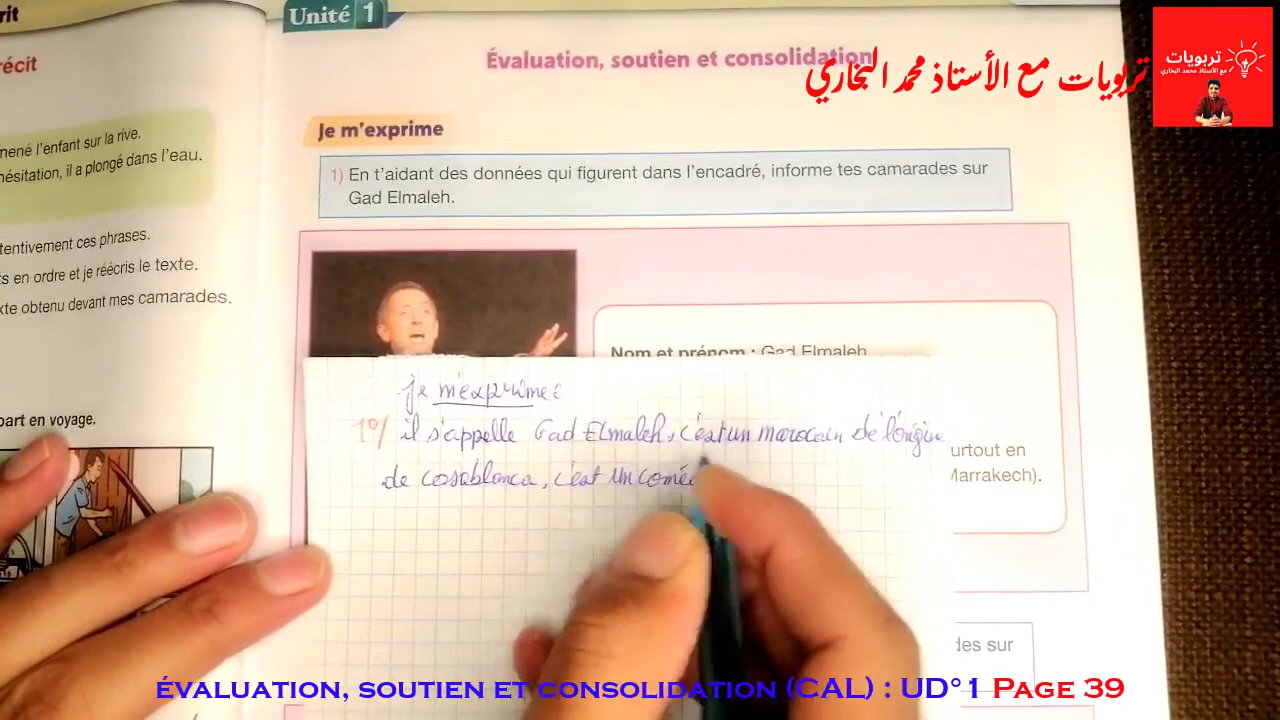 rit
Unité 1
récit
Évaluation, soutien et consolidation
تربويات مع الأستاذ محمد البخاري
تربويات
مع الأستاذ محمد البخاري
mené l'enfant sur la rive.
hésitation, il a plongé dans l'eau.
tentivement ces phrases.
ts en ordre et je réécris le texte.
xte obtenu devant mes camarades.
part en voyage.
Je m'exprime
1) En t'aidant des données qui figurent dans l'encadré, informe tes camarades sur
Gad Elmaleh.
Nom et prénom : Gad Elmaleh
urtout en
Marrakech).
je m'exprime :
1°/ il s'appelle Gad Elmaleh, c'est un marocain de l'origine
de casablanca, c'est un comé
des sur
évaluation, soutien et consolidation (CAL) : UD°1 Page 39